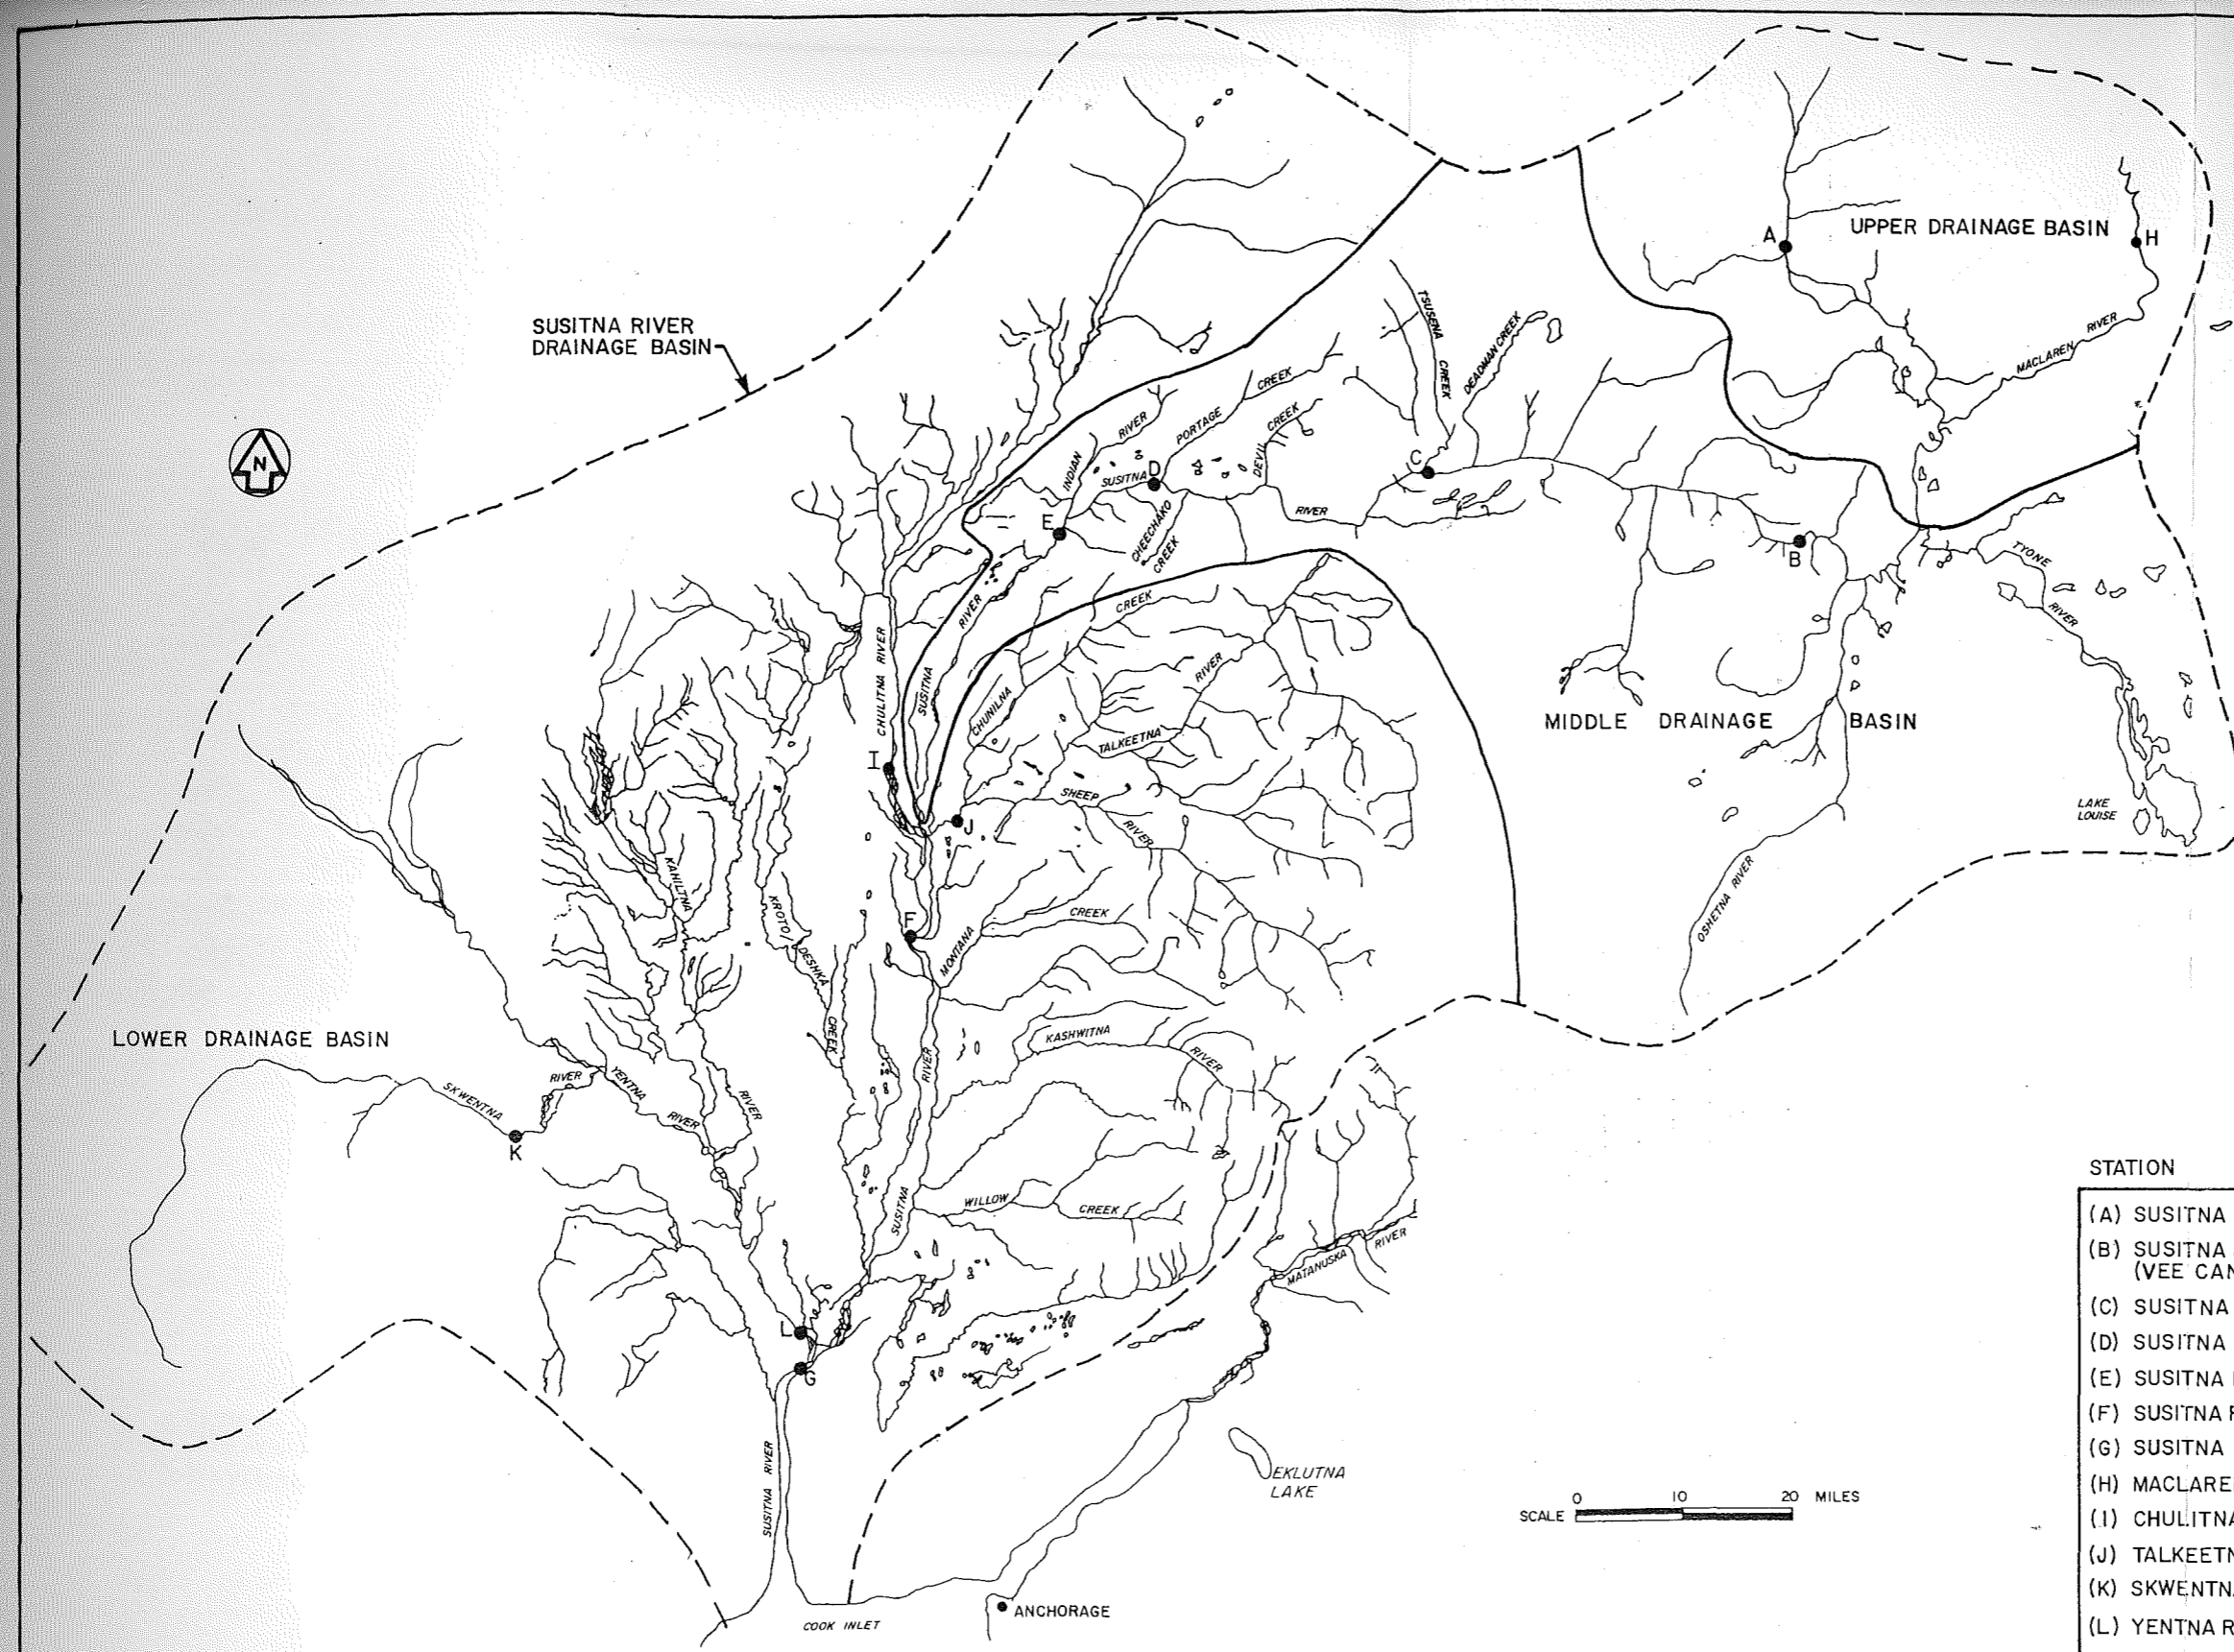 UPPER DRAINAGE BASIN
A
H
SUSITNA RIVER
DRAINAGE BASIN
TSUSENA
CREEK
DEADMAN CREEK
RIVER
MACLAREN
N
CREEK
PORTAGE
RIVER
INDIAN
CREEK
DEVIL
C
D
SUSITNA
E
RIVER
CHEECHAKO
CREEK
B
TYONE
RIVER
CREEK
RIVER
CHULITNA RIVER
SUSITNA
RIVER
CHUNILNA
TALKEETNA
MIDDLE DRAINAGE BASIN
I
SHEEP
RIVER
J
LAKE
LOUISE
KAHILTNA
KROTO/
DESHKA
CREEK
F
CREEK
MONTANA
OSHETNA RIVER
LOWER DRAINAGE BASIN
KASHWITNA
RIVER
RIVER
SKWENTNA
RIVER
YENTNA
RIVER
RIVER
K
WILLOW
CREEK
SUSITNA
MATANUSKA
RIVER
L
G
SUSITNA RIVER
EKLUTNA
LAKE
SCALE
0 10 20 MILES
ANCHORAGE
COOK INLET
STATION
(A) SUSITNA
(B) SUSITNA
(VEE CAN
(C) SUSITNA
(D) SUSITNA
(E) SUSITNA
(F) SUSITNA R
(G) SUSITNA
(H) MACLARE
(I) CHULITNA
(J) TALKEETN
(K) SKWENTNA
(L) YENTNA R